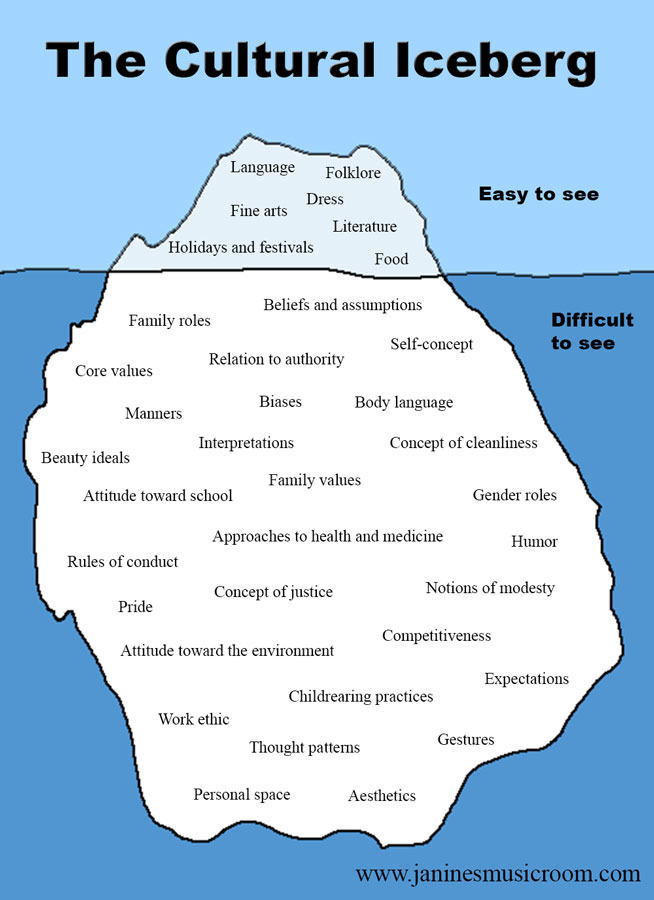 The Cultural Iceberg
Language
Folklore
Dress
Fine arts
Literature
Holidays and festivals
Food
Easy to see
Difficult
to see
Beliefs and assumptions
Family roles
Self-concept
Relation to authority
Core values
Biases
Body language
Manners
Interpretations
Concept of cleanliness
Beauty ideals
Family values
Attitude toward school
Gender roles
Approaches to health and medicine
Humor
Rules of conduct
Concept of justice
Notions of modesty
Pride
Competitiveness
Attitude toward the environment
Expectations
Childrearing practices
Work ethic
Thought patterns
Gestures
Personal space
Aesthetics
www.janinesmusicroom.com